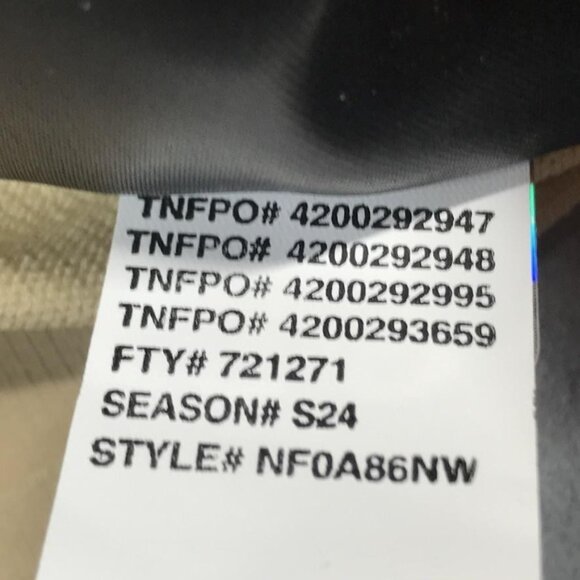 TNFPO# 4200292947
TNFPO# 4200292948
TNFPO# 4200292995
TNFPO# 4200293659
FTY# 721271
SEASON# S24
STYLE# NF0A86NW